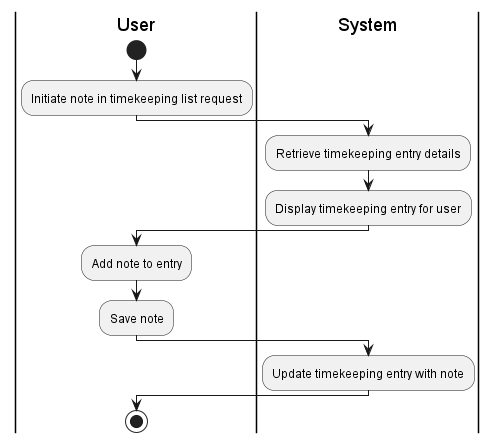 User
System
Initiate note in timekeeping list request
Retrieve timekeeping entry details
Display timekeeping entry for user
Add note to entry
Save note
Update timekeeping entry with note